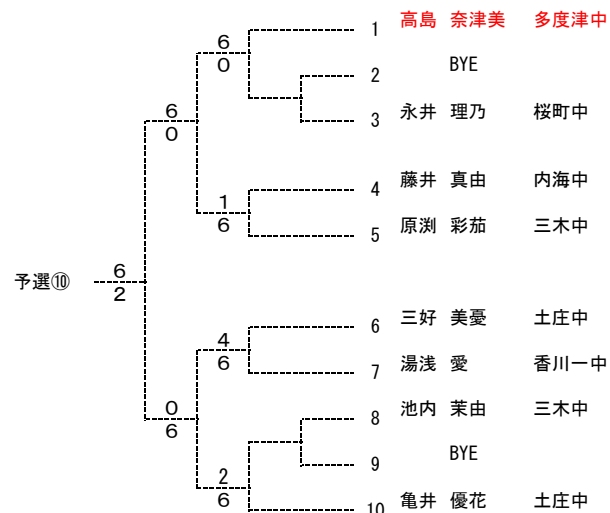 6
0
1 高島 奈津美 多度津中
2 BYE
3 永井 理乃 桜町中
6
0
4 藤井 真由 内海中
1
6
5 原渕 彩茄 三木中
予選⑩
6
2
6 三好 美憂 土庄中
4
6
7 湯浅 愛 香川一中
0
6
8 池内 茉由 三木中
9 BYE
2
6
10 亀井 優花 土庄中